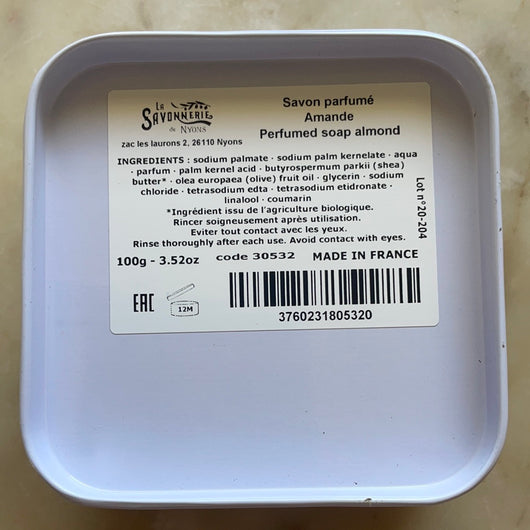 LA
SAVONNERIE
de NYONS
zac les laurons 2, 26110 Nyons
Savon parfumé
Amande
Perfumed soap almond
INGREDIENTS : sodium palmate · sodium palm kernelate · aqua
· parfum · palm kernel acid · butyrospermum parkii (shea)
butter* · olea europaea (olive) fruit oil · glycerin · sodium
chloride · tetrasodium edta · tetrasodium etidronate ·
linalool · coumarin
*Ingrédient issu de l'agriculture biologique.
Rincer soigneusement après utilisation.
Eviter tout contact avec les yeux.
Rinse thoroughly after each use. Avoid contact with eyes.
Lot n°20-204
100g - 3.52oz code 30532 MADE IN FRANCE
EAC 12M
3760231805320